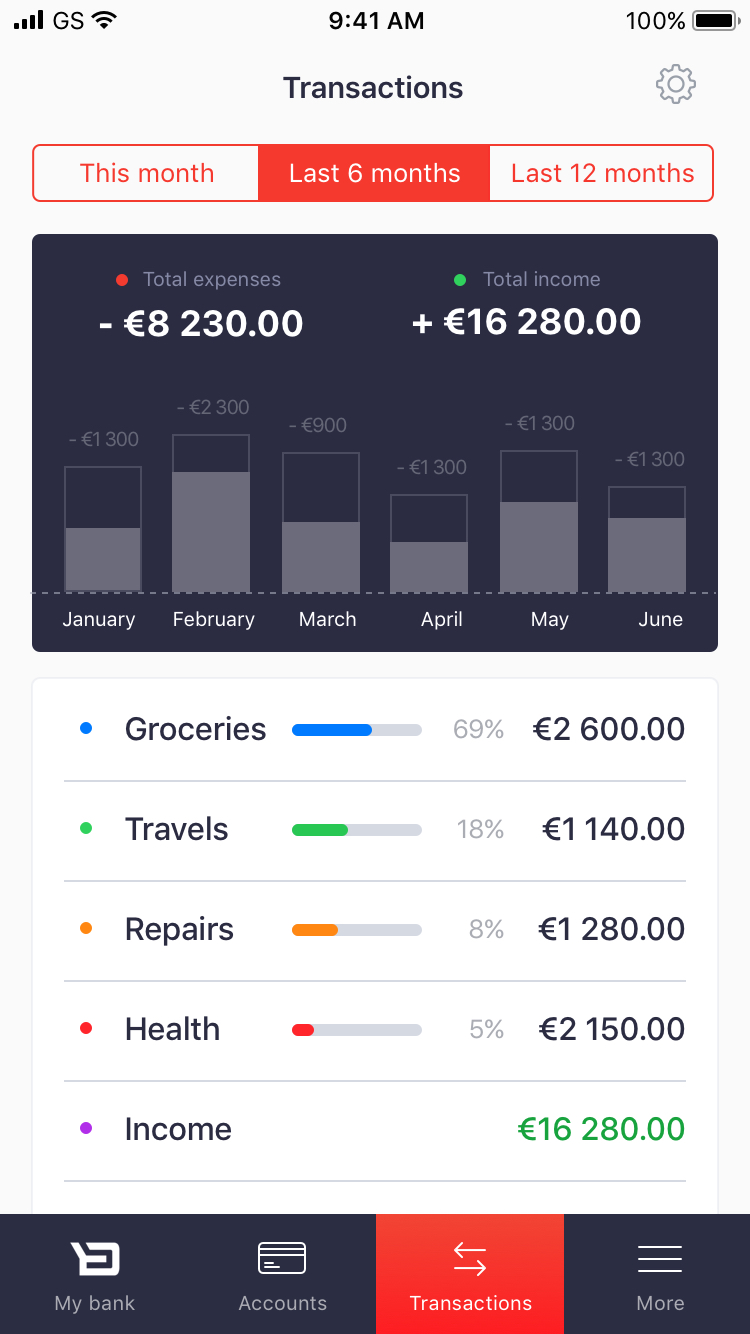 GS 9:41 AM 100%
Transactions
This month Last 6 months Last 12 months
Total expenses Total income
- €8 230.00 + €16 280.00
- €1 300 - €2 300 - €900 - €1 300 - €1 300 - €1 300
January February March April May June
Groceries 69% €2 600.00
Travels 18% €1 140.00
Repairs 8% €1 280.00
Health 5% €2 150.00
Income €16 280.00
My bank Accounts Transactions More